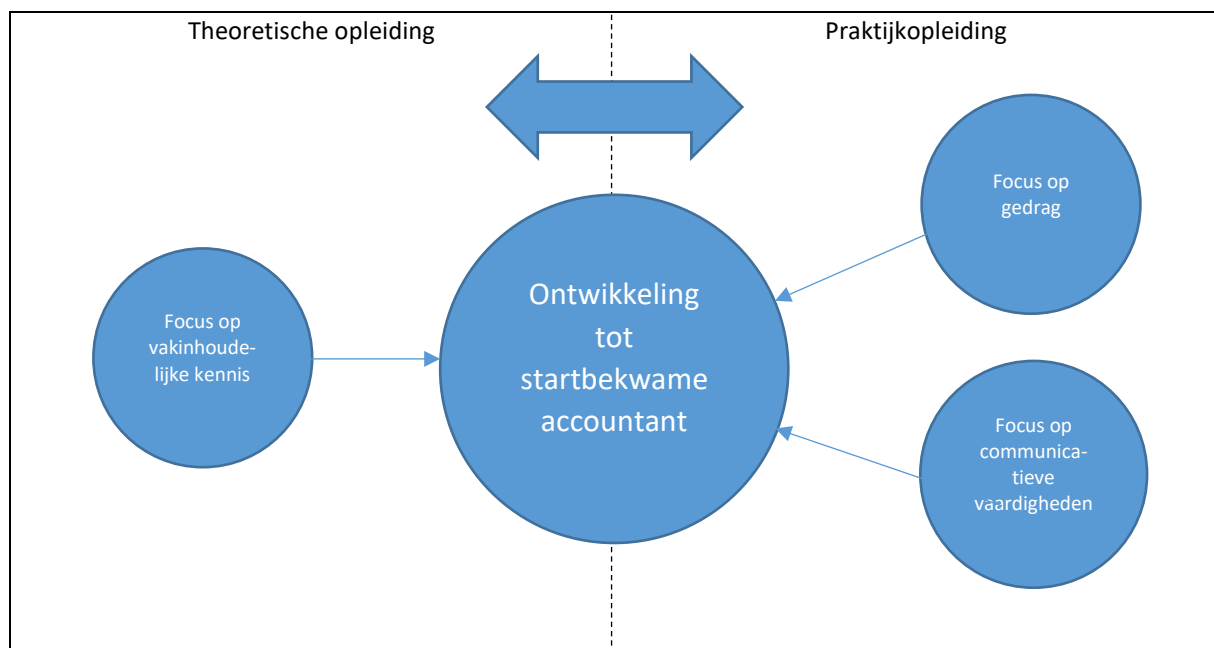 Theoretische opleiding
Praktijkopleiding
Focus op
gedrag
Ontwikkeling
tot
startbekwame
accountant
Focus op
vakinhoude-
lijke kennis
Focus op
communica-
tieve
vaardigheden